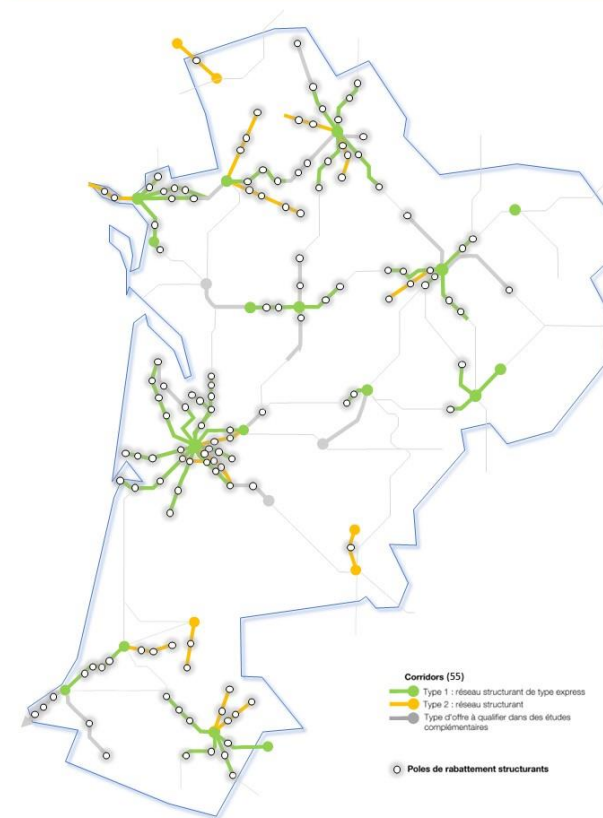 Corridors (55)
Type 1 : réseau structurant de type express
Type 2 : réseau structurant
Type d'offre à qualifier dans des études
complémentaires
Poles de rabattement structurants